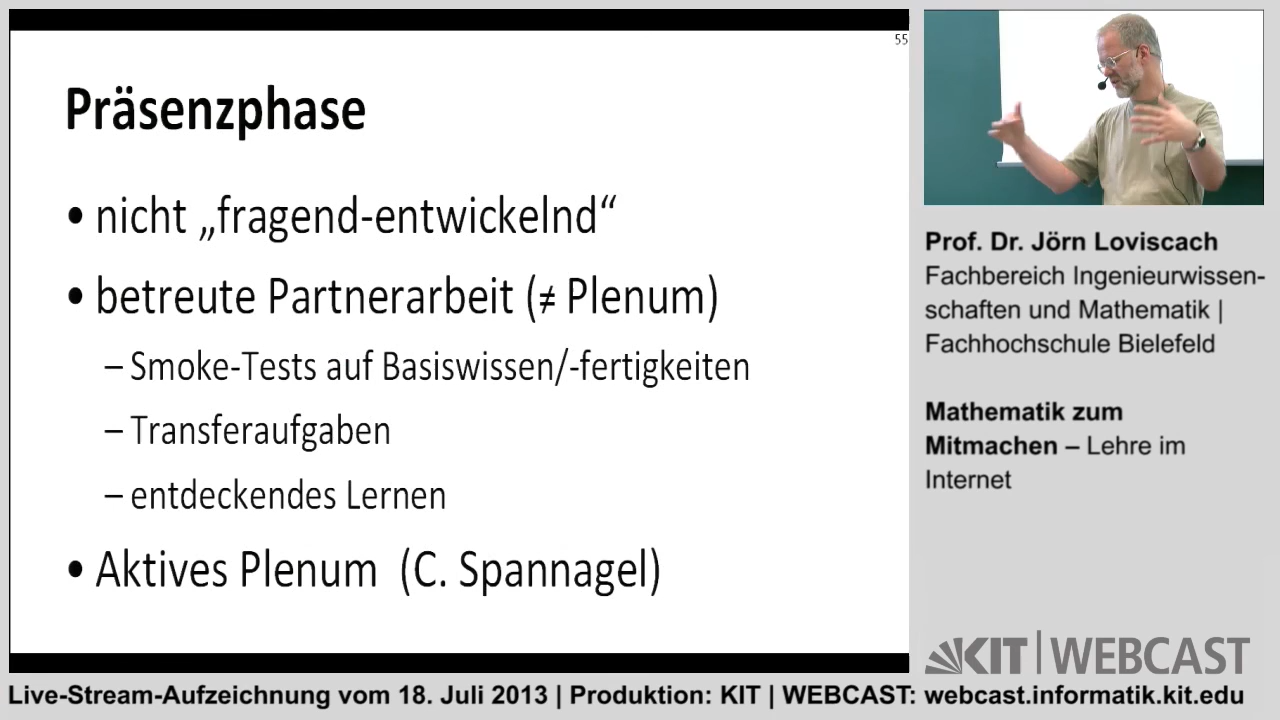 55
Präsenzphase
• nicht „fragend-entwickelnd“
• betreute Partnerarbeit (≠ Plenum)
– Smoke-Tests auf Basiswissen/-fertigkeiten
– Transferaufgaben
– entdeckendes Lernen
• Aktives Plenum (C. Spannagel)
Prof. Dr. Jörn Loviscach
Fachbereich Ingenieurwissen-
schaften und Mathematik |
Fachhochschule Bielefeld
Mathematik zum
Mitmachen – Lehre im
Internet
KIT | WEBCAST
Live-Stream-Aufzeichnung vom 18. Juli 2013 | Produktion: KIT | WEBCAST: webcast.informatik.kit.edu